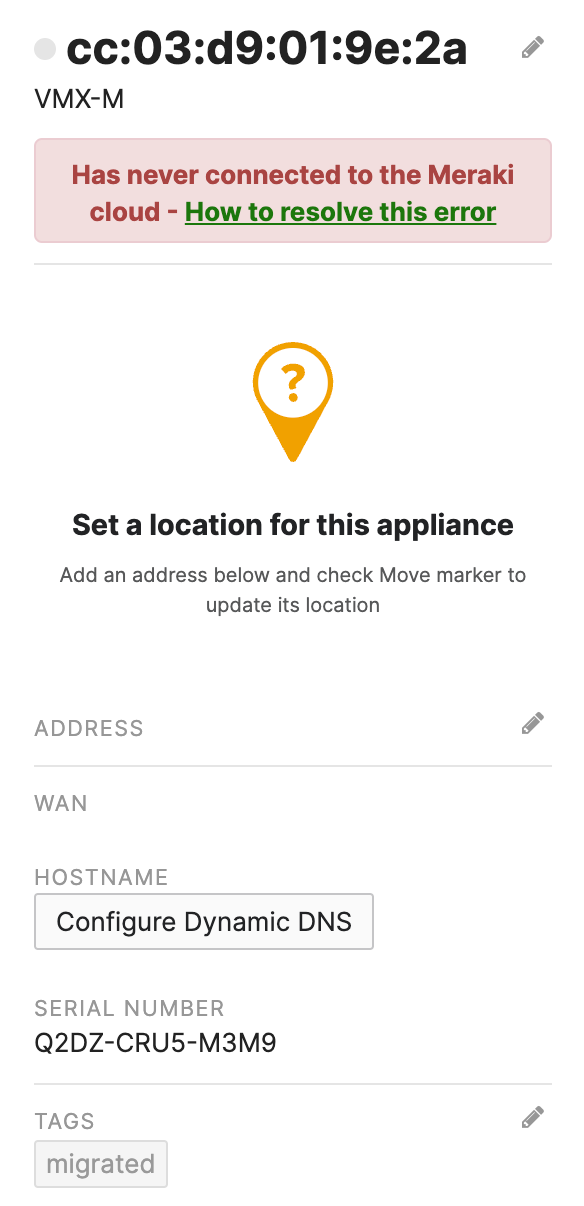 cc:03:d9:01:9e:2a
VMX-M
Has never connected to the Meraki
cloud - How to resolve this error
?
Set a location for this appliance
Add an address below and check Move marker to
update its location
ADDRESS
WAN
HOSTNAME
Configure Dynamic DNS
SERIAL NUMBER
Q2DZ-CRU5-M3M9
TAGS
migrated